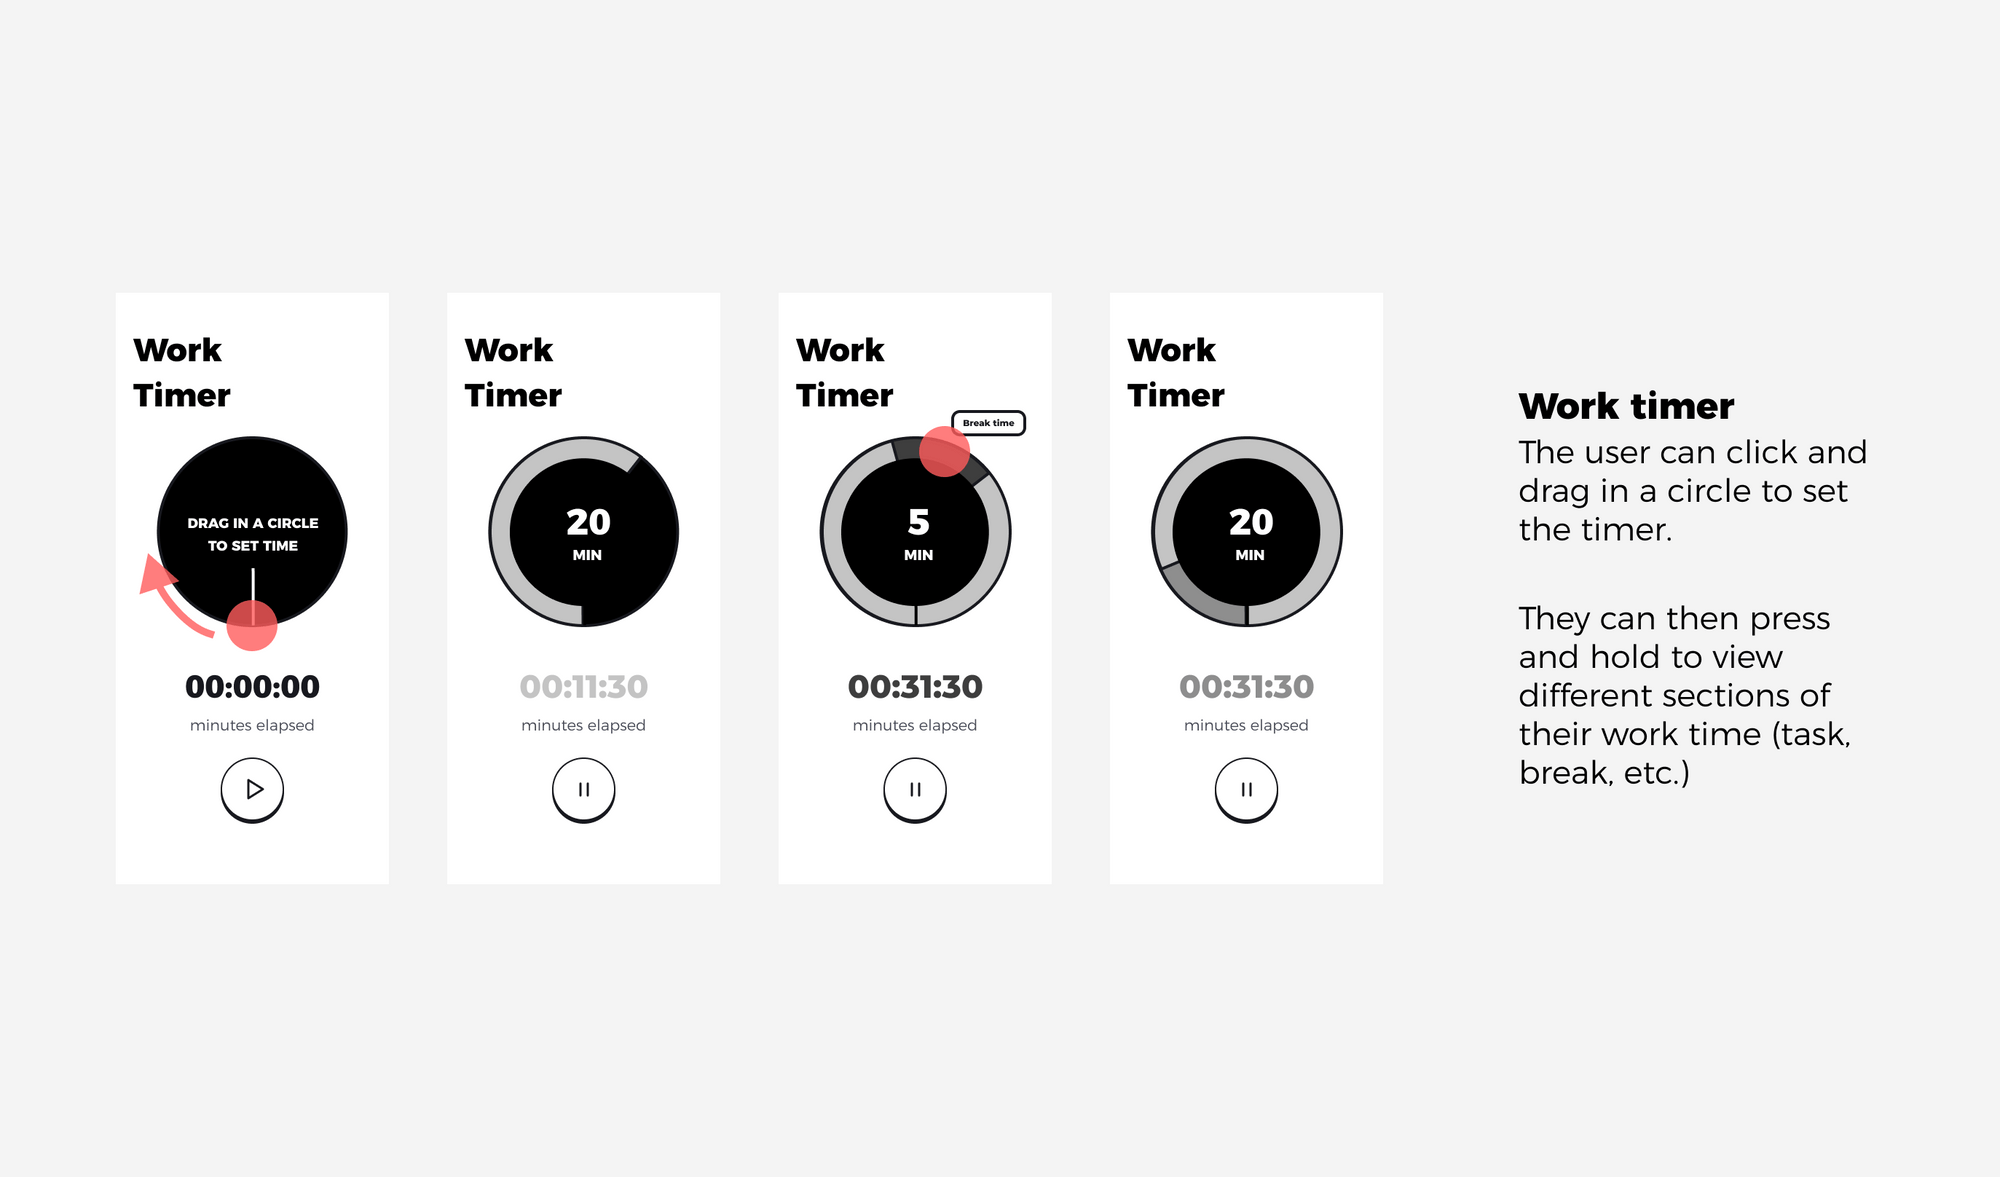 Work
Timer
DRAG IN A CIRCLE
TO SET TIME
00:00:00
minutes elapsed
Work
Timer
20
MIN
00:11:30
minutes elapsed
Work
Timer
Break time
5
MIN
00:31:30
minutes elapsed
Work
Timer
20
MIN
00:31:30
minutes elapsed
Work timer
The user can click and
drag in a circle to set
the timer.
They can then press
and hold to view
different sections of
their work time (task,
break, etc.)